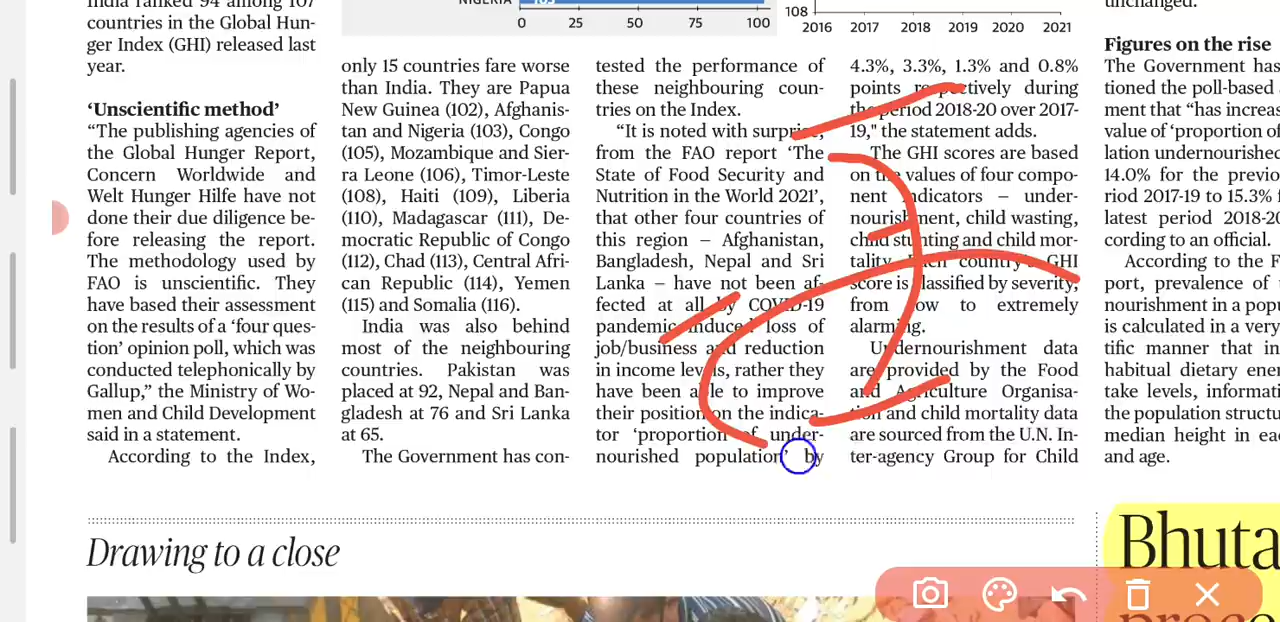 India ranked 94 among 107
countries in the Global Hun-
ger Index (GHI) released last
year.
‘Unscientific method’
“The publishing agencies of
the Global Hunger Report,
Concern Worldwide and
Welt Hunger Hilfe have not
done their due diligence be-
fore releasing the report.
The methodology used by
FAO is unscientific. They
have based their assessment
on the results of a ‘four ques-
tion’ opinion poll, which was
conducted telephonically by
Gallup,” the Ministry of Wo-
men and Child Development
said in a statement.
According to the Index,
NIGERIA 103
0 25 50 75 100
108
2016 2017 2018 2019 2020 2021
only 15 countries fare worse
than India. They are Papua
New Guinea (102), Afghanis-
tan and Nigeria (103), Congo
(105), Mozambique and Sier-
ra Leone (106), Timor-Leste
(108), Haiti (109), Liberia
(110), Madagascar (111), De-
mocratic Republic of Congo
(112), Chad (113), Central Afri-
can Republic (114), Yemen
(115) and Somalia (116).
India was also behind
most of the neighbouring
countries. Pakistan was
placed at 92, Nepal and Ban-
gladesh at 76 and Sri Lanka
at 65.
The Government has con-
tested the performance of
these neighbouring coun-
tries on the Index.
“It is noted with surprise,
from the FAO report ‘The
State of Food Security and
Nutrition in the World 2021’,
that other four countries of
this region – Afghanistan,
Bangladesh, Nepal and Sri
Lanka – have not been af-
fected at all by COVID-19
pandemic induced loss of
job/business and reduction
in income levels, rather they
have been able to improve
their position on the indica-
tor ‘proportion of under-
nourished population’ by
4.3%, 3.3%, 1.3% and 0.8%
points respectively during
the period 2018-20 over 2017-
19," the statement adds.
The GHI scores are based
on the values of four compo-
nent indicators – under-
nourishment, child wasting,
child stunting and child mor-
tality. Each country's GHI
score is classified by severity,
from low to extremely
alarming.
Undernourishment data
are provided by the Food
and Agriculture Organisa-
tion and child mortality data
are sourced from the U.N. In-
ter-agency Group for Child
unchanged.
Figures on the rise
The Government has
tioned the poll-based
ment that “has increas
value of ‘proportion of
lation undernourished
14.0% for the previo
riod 2017-19 to 15.3% f
latest period 2018-20
cording to an official.
According to the F
port, prevalence of
nourishment in a popu
is calculated in a very
tific manner that in
habitual dietary ener
take levels, informati
the population structu
median height in ea
and age.
Drawing to a close
Bhuta
proce